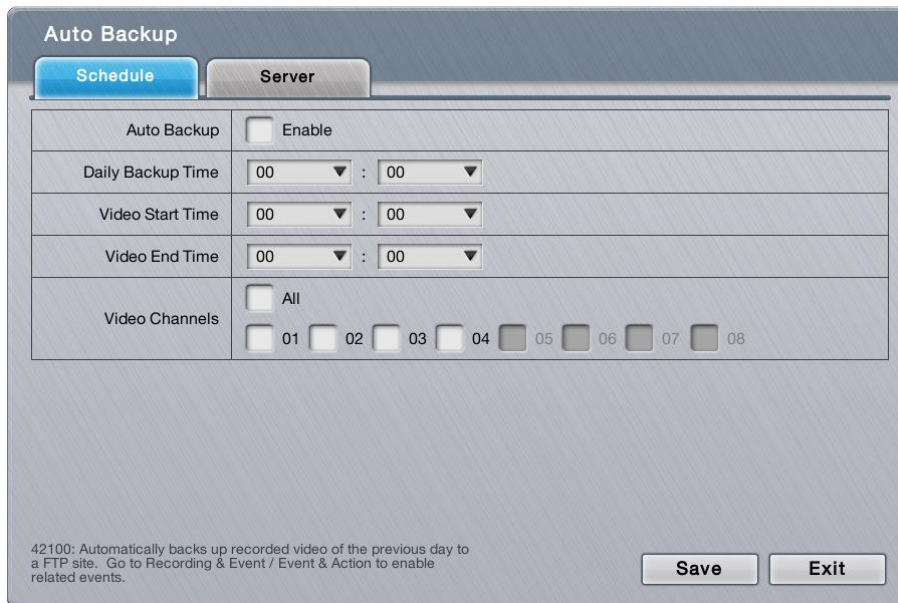 Auto Backup
Schedule Server
Auto Backup Enable
Daily Backup Time 00 : 00
Video Start Time 00 : 00
Video End Time 00 : 00
Video Channels All
01 02 03 04 05 06 07 08
42100: Automatically backs up recorded video of the previous day to
a FTP site. Go to Recording & Event / Event & Action to enable
related events.
Save Exit